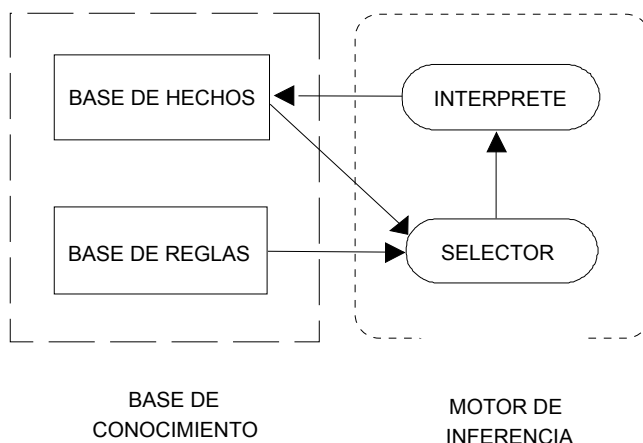 BASE DE HECHOS
INTERPRETE
BASE DE REGLAS
SELECTOR
BASE DE
CONOCIMIENTO
MOTOR DE
INFERENCIA